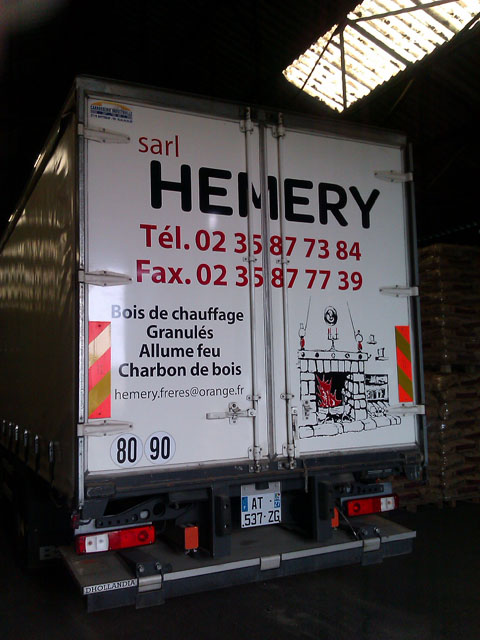 sarl
HEMERY
Tél. 02 35 87 73 84
Fax. 02 35 87 77 39
Bois de chauffage
Granulés
Allume feu
Charbon de bois
hemery.freres@orange.fr
80 90
AT
537-ZG
DHOLLANDIA